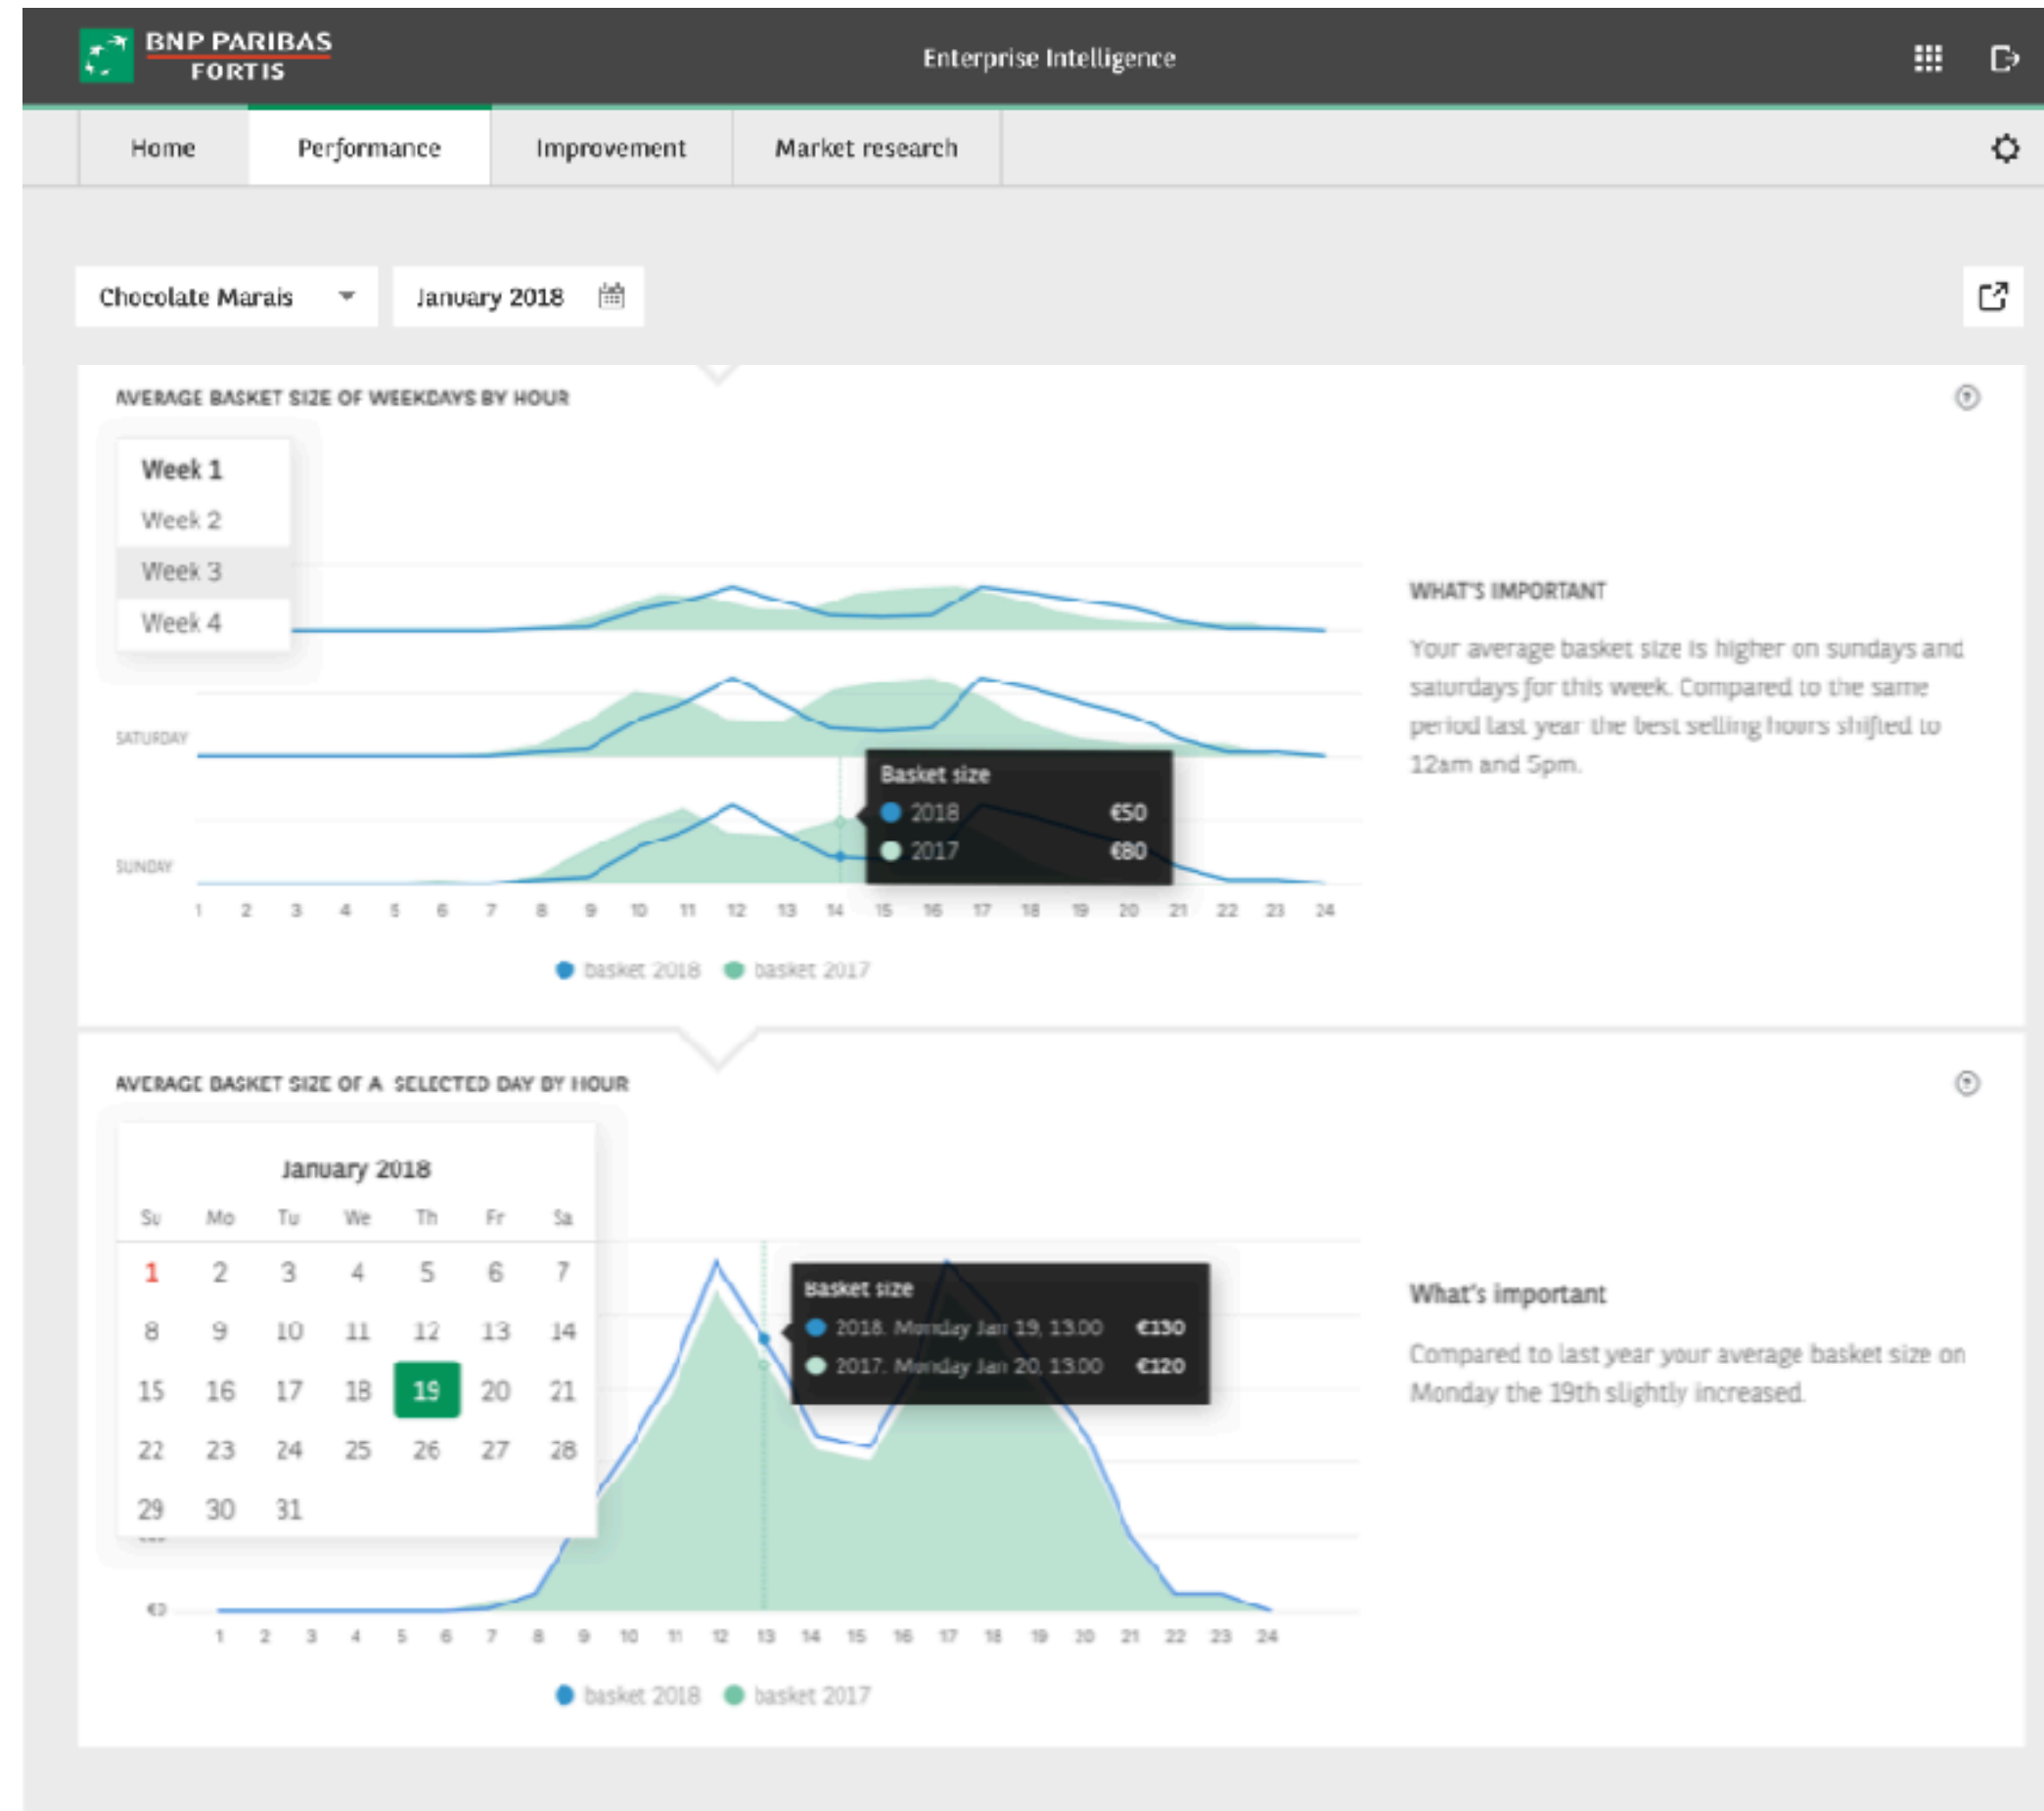 BNP PARIBAS
FORTIS
Enterprise Intelligence
Home Performance Improvement Market research
Chocolate Marais January 2018
AVERAGE BASKET SIZE OF WEEKDAYS BY HOUR
Week 1
Week 2
Week 3
Week 4
SATURDAY
SUNDAY
Basket size
2018 €50
2017 €80
1 2 3 4 5 6 7 8 9 10 11 12 13 14 15 16 17 18 19 20 21 22 23 24
basket 2018 basket 2017
WHAT'S IMPORTANT
Your average basket size is higher on sundays and
saturdays for this week. Compared to the same
period last year the best selling hours shifted to
12am and 5pm.
AVERAGE BASKET SIZE OF A SELECTED DAY BY HOUR
January 2018
Su Mo Tu We Th Fr Sa
1 2 3 4 5 6 7
8 9 10 11 12 13 14
15 16 17 18 19 20 21
22 23 24 25 26 27 28
29 30 31
€0
Basket size
2018. Monday Jan 19, 13.00 €130
2017. Monday Jan 20, 13.00 €120
1 2 3 4 5 6 7 8 9 10 11 12 13 14 15 16 17 18 19 20 21 22 23 24
basket 2018 basket 2017
What's important
Compared to last year your average basket size on
Monday the 19th slightly increased.